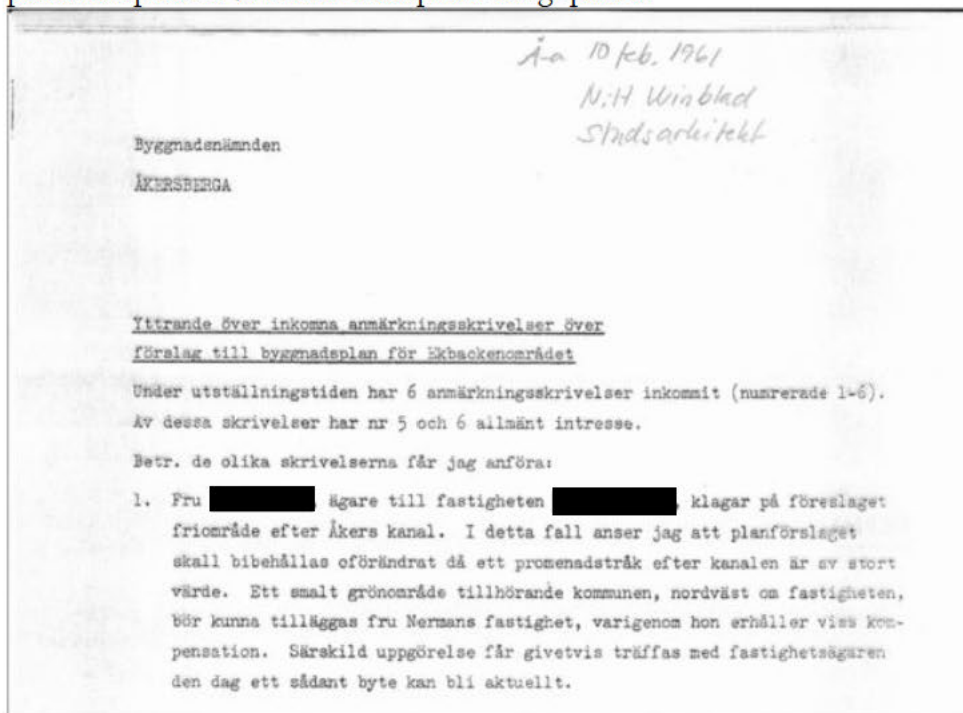 Å-a 10 feb. 1961
N.H. Winblad
Stadsarkitekt
Byggnadsnämnden
ÅKERSBERGA
Yttrande över inkomna anmärkningsskrivelser över
förslag till byggnadsplan för Ekbackenområdet
Under utställningstiden har 6 anmärkningsskrivelser inkommit (numrerade 1-6).
Av dessa skrivelser har nr 5 och 6 allmänt intresse.
Betr. de olika skrivelserna får jag anföra:
1. Fru , ägare till fastigheten , klagar på föreslaget
friområde efter Åkers kanal. I detta fall anser jag att planförslaget
skall bibehållas oförändrat då ett promenadstråk efter kanalen är av stort
värde. Ett smalt grönområde tillhörande kommunen, nordväst om fastigheten,
bör kunna tilläggas fru Nermans fastighet, varigenom hon erhåller viss kom-
pensation. Särskild uppgörelse får givetvis träffas med fastighetsägaren
den dag ett sådant byte kan bli aktuellt.